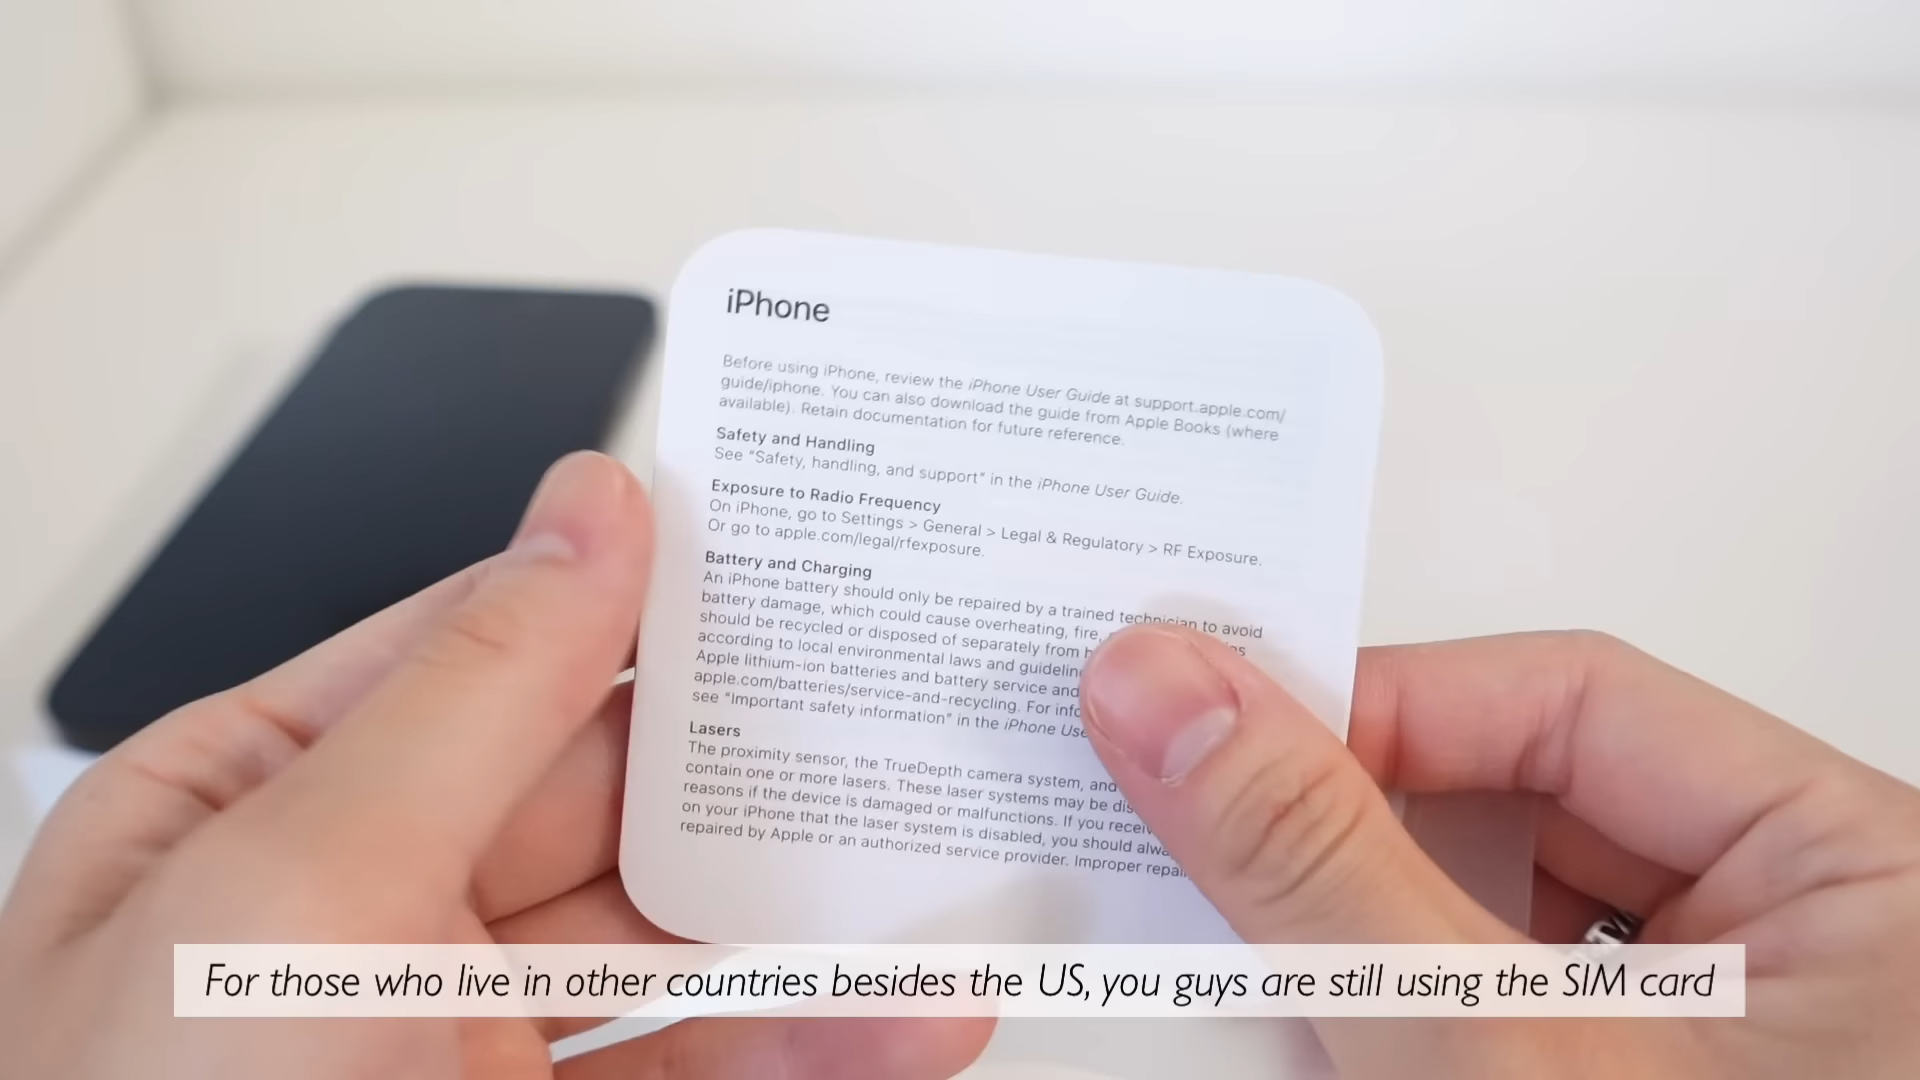 iPhone
Before using iPhone, review the iPhone User Guide at support.apple.com/
guide/iphone. You can also download the guide from Apple Books (where
available). Retain documentation for future reference.
Safety and Handling
See “Safety, handling, and support” in the iPhone User Guide.
Exposure to Radio Frequency
On iPhone, go to Settings > General > Legal & Regulatory > RF Exposure.
Or go to apple.com/legal/rfexposure.
Battery and Charging
An iPhone battery should only be repaired by a trained technician to avoid
battery damage, which could cause overheating, fire,
should be recycled or disposed of separately from
according to local environmental laws and
Apple lithium-ion batteries and battery service and
apple.com/batteries/service-and-recycling. For
see “Important safety information” in the iPhone
Lasers
The proximity sensor, the TrueDepth camera system, and
contain one or more lasers. These laser systems may be
reasons if the device is damaged or malfunctions. If you
on your iPhone that the laser system is disabled, you should
repaired by Apple or an authorized service provider. Improper
For those who live in other countries besides the US, you guys are still using the SIM card